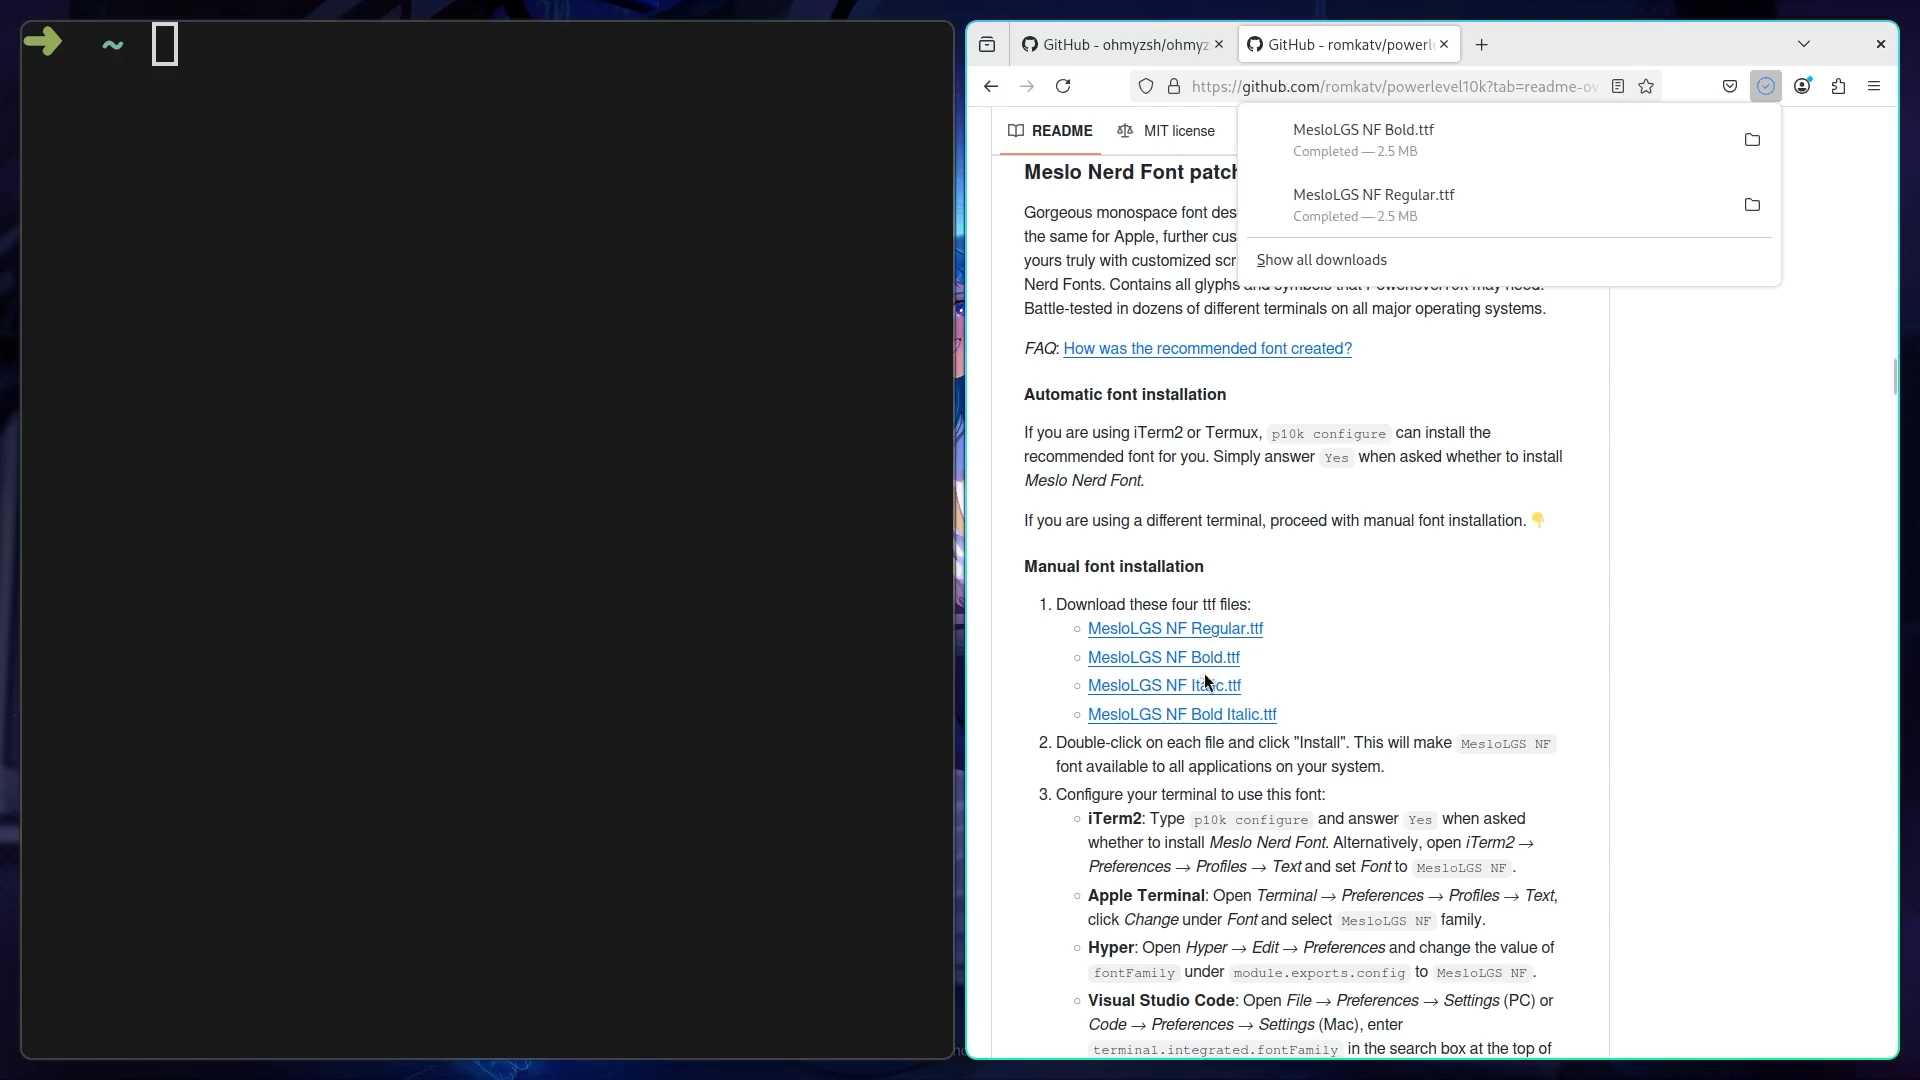 ~
GitHub - ohmyzsh/ohmyz
GitHub - romkatv/powerl
https://github.com/romkatv/powerlevel10k?tab=readme-ov
README
MIT license
MesloLGS NF Bold.ttf
Completed — 2.5 MB
MesloLGS NF Regular.ttf
Completed — 2.5 MB
Show all downloads
Meslo Nerd Font patch
Gorgeous monospace font des
the same for Apple, further cus
yours truly with customized scr
Nerd Fonts. Contains all glyphs and symbols that Powerlevel10k may need.
Battle-tested in dozens of different terminals on all major operating systems.
FAQ: How was the recommended font created?
Automatic font installation
If you are using iTerm2 or Termux, p10k configure can install the
recommended font for you. Simply answer Yes when asked whether to install
Meslo Nerd Font.
If you are using a different terminal, proceed with manual font installation. 👇
Manual font installation
1. Download these four ttf files:
○ MesloLGS NF Regular.ttf
○ MesloLGS NF Bold.ttf
○ MesloLGS NF Italic.ttf
○ MesloLGS NF Bold Italic.ttf
2. Double-click on each file and click "Install". This will make MesloLGS NF
font available to all applications on your system.
3. Configure your terminal to use this font:
○ iTerm2: Type p10k configure and answer Yes when asked
whether to install Meslo Nerd Font. Alternatively, open iTerm2 →
Preferences → Profiles → Text and set Font to MesloLGS NF.
○ Apple Terminal: Open Terminal → Preferences → Profiles → Text,
click Change under Font and select MesloLGS NF family.
○ Hyper: Open Hyper → Edit → Preferences and change the value of
fontFamily under module.exports.config to MesloLGS NF.
○ Visual Studio Code: Open File → Preferences → Settings (PC) or
Code → Preferences → Settings (Mac), enter
terminal.integrated.fontFamily in the search box at the top of